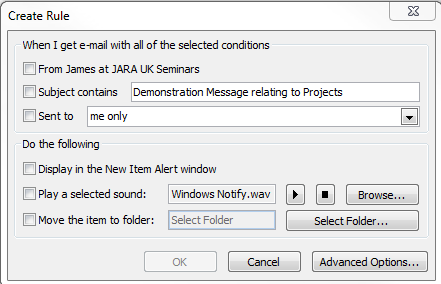 Create Rule
When I get e-mail with all of the selected conditions
From James at JARA UK Seminars
Subject contains Demonstration Message relating to Projects
Sent to me only
Do the following
Display in the New Item Alert window
Play a selected sound: Windows Notify.wav Browse...
Move the item to folder: Select Folder Select Folder...
OK Cancel Advanced Options...